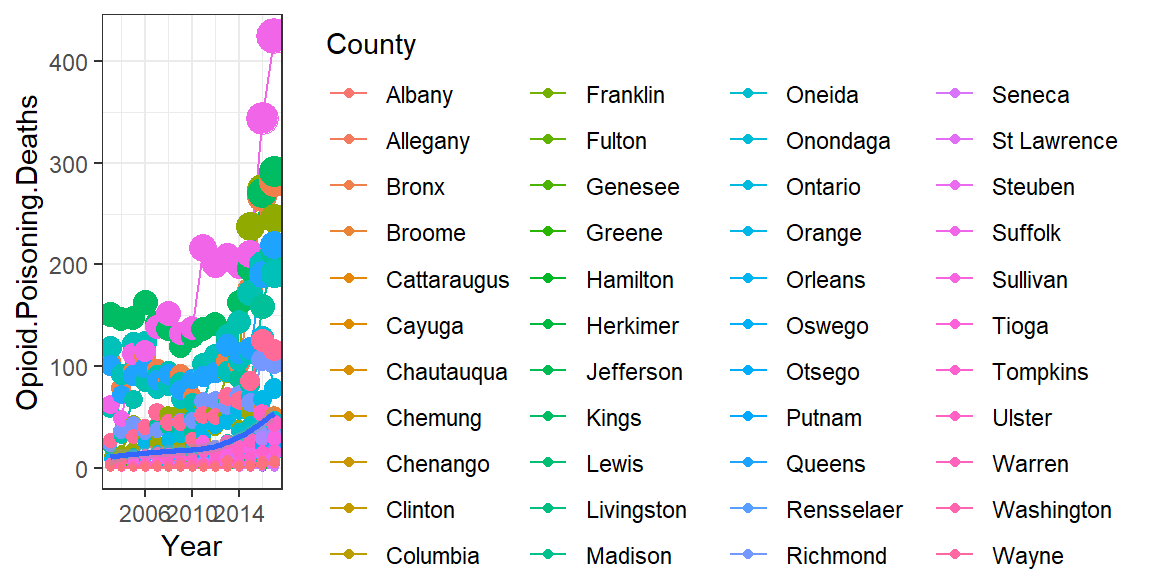 Opioid.Poisoning.Deaths
400
300
200
100
0
2006 2010 2014
Year
County
Albany
Allegany
Bronx
Broome
Cattaraugus
Cayuga
Chautauqua
Chemung
Chenango
Clinton
Columbia
Franklin
Fulton
Genesee
Greene
Hamilton
Herkimer
Jefferson
Kings
Lewis
Livingston
Madison
Oneida
Onondaga
Ontario
Orange
Orleans
Oswego
Otsego
Putnam
Queens
Rensselaer
Richmond
Seneca
St Lawrence
Steuben
Suffolk
Sullivan
Tioga
Tompkins
Ulster
Warren
Washington
Wayne